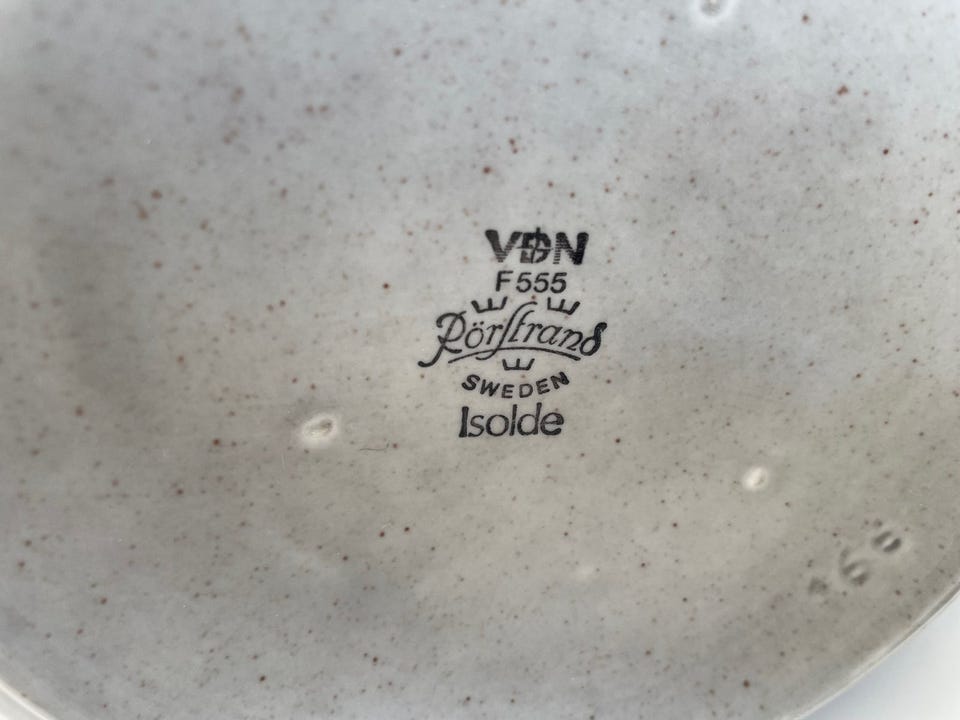 VDN
F555
Rörstrand
SWEDEN
Isolde